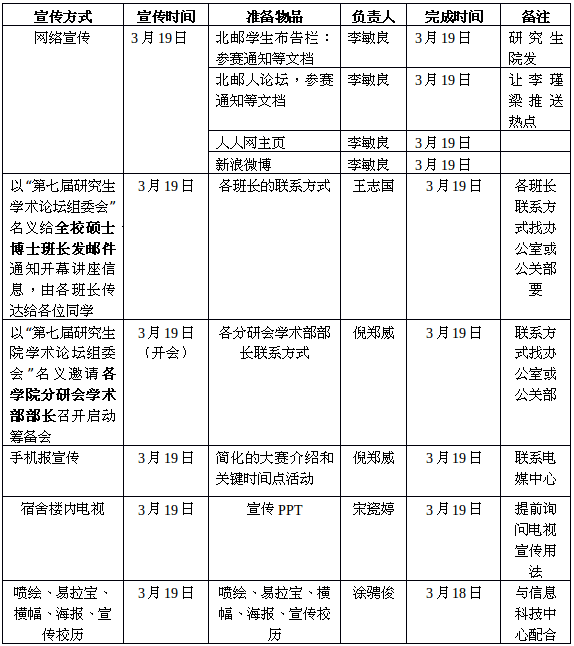 宣传方式 宣传时间 准备物品 负责人 完成时间 备注
网络宣传 3月19日 北邮学生布告栏：参赛通知等文档 李敏良 3月19日 研究生院发
北邮人论坛，参赛通知等文档 李敏良 3月19日 让李瑾梁推送热点
人人网主页 李敏良 3月19日
新浪微博 李敏良 3月19日
以“第七届研究生学术论坛组委会”名义给全校硕士博士班长发邮件通知开幕讲座信息，由各班长传达给各位同学 3月19日 各班长的联系方式 王志国 3月19日 各班长联系方式找办公室或公关部要
以“第七届研究生院学术论坛组委会”名义邀请各学院分研会学术部部长召开启动筹备会 3月19日（开会） 各分研会学术部部长联系方式 倪郑威 3月19日 联系方式找办公室或公关部
手机报宣传 3月19日 简化的大赛介绍和关键时间点活动 倪郑威 3月19日 联系电媒中心
宿舍楼内电视 3月19日 宣传 PPT 宋瓷婷 3月19日 提前询问电视宣传用法
喷绘、易拉宝、横幅、海报、宣传校历 3月19日 喷绘、易拉宝、横幅、海报、宣传校历 徐骋俊 3月18日 与信息科技中心配合